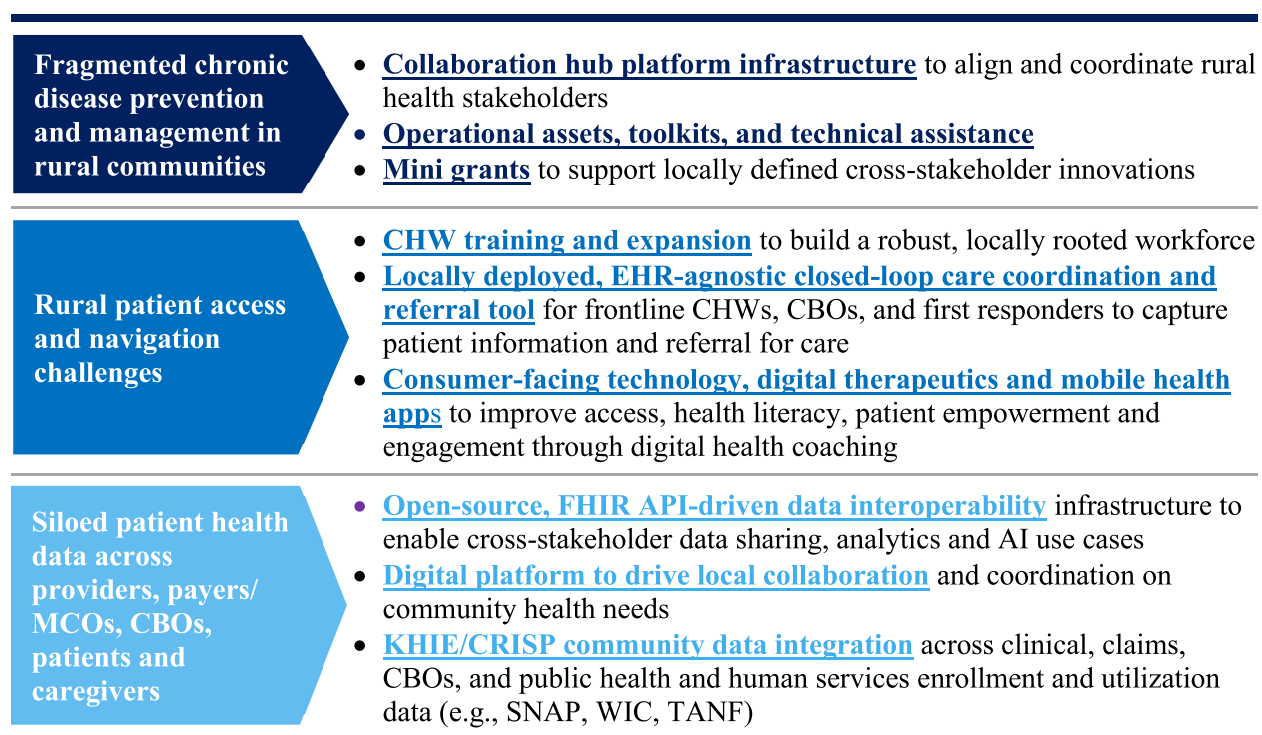 Fragmented chronic
disease prevention
and management in
rural communities
• Collaboration hub platform infrastructure to align and coordinate rural
health stakeholders
• Operational assets, toolkits, and technical assistance
• Mini grants to support locally defined cross-stakeholder innovations
Rural patient access
and navigation
challenges
• CHW training and expansion to build a robust, locally rooted workforce
• Locally deployed, EHR-agnostic closed-loop care coordination and
referral tool for frontline CHWs, CBOs, and first responders to capture
patient information and referral for care
• Consumer-facing technology, digital therapeutics and mobile health
apps to improve access, health literacy, patient empowerment and
engagement through digital health coaching
Siloed patient health
data across
providers, payers/
MCOs, CBOs,
patients and
caregivers
• Open-source, FHIR API-driven data interoperability infrastructure to
enable cross-stakeholder data sharing, analytics and AI use cases
• Digital platform to drive local collaboration and coordination on
community health needs
• KHIE/CRISP community data integration across clinical, claims,
CBOs, and public health and human services enrollment and utilization
data (e.g., SNAP, WIC, TANF)